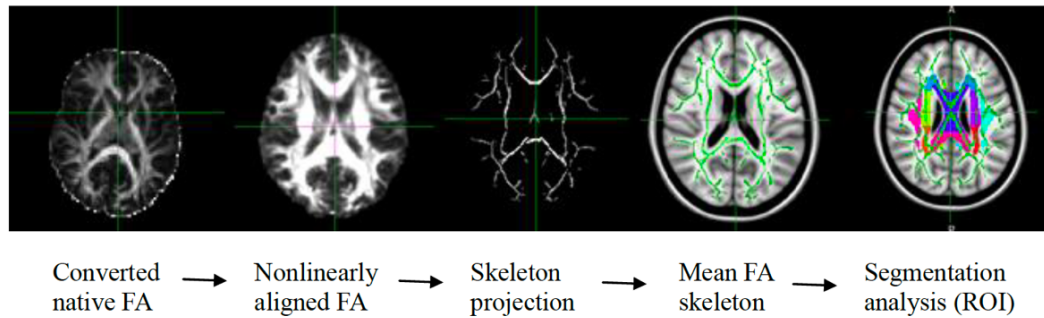 A
Converted → Nonlinearly → Skeleton → Mean FA → Segmentation
native FA aligned FA projection skeleton analysis (ROI)